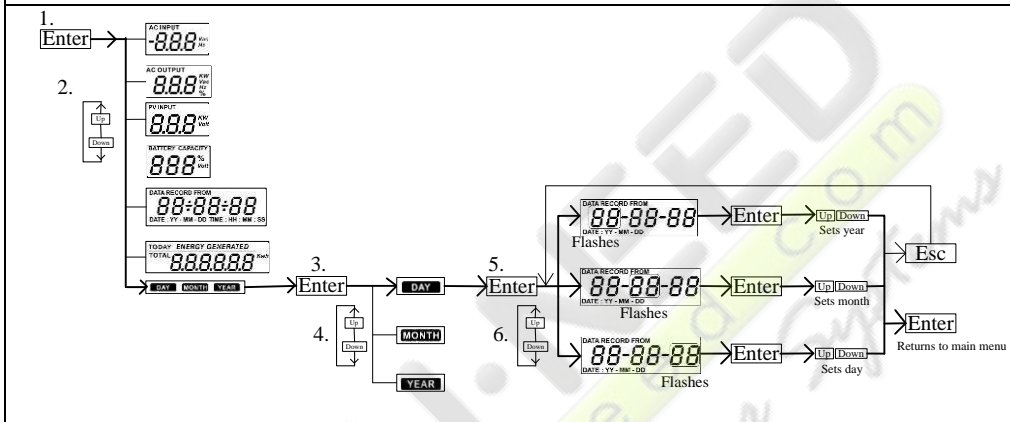 1.
Enter
AC INPUT
-8.8.8 Vac Hz
AC OUTPUT
8.8.8 KW Vac Hz %
2.
Up
Down
PV INPUT
8.8.8 KW Volt
BATTERY CAPACITY
888 % Volt
DATA RECORD FROM
88:88:88
DATE : YY - MM - DD TIME : HH : MM : SS
TODAY ENERGY GENERATED
TOTAL 8.8.8.8.8.8 Kwh
DAY MONTH YEAR
3.
Enter
4.
Up
Down
DAY
MONTH
YEAR
5.
Enter
6.
Up
Down
DATA RECORD FROM
88-88-88
DATE : YY - MM - DD
Flashes
Enter
Up Down
Sets year
DATA RECORD FROM
88-88-88
DATE : YY - MM - DD
Flashes
Enter
Up Down
Sets month
DATA RECORD FROM
88-88-88
DATE : YY - MM - DD
Flashes
Enter
Up Down
Sets day
Esc
Enter
Returns to main menu